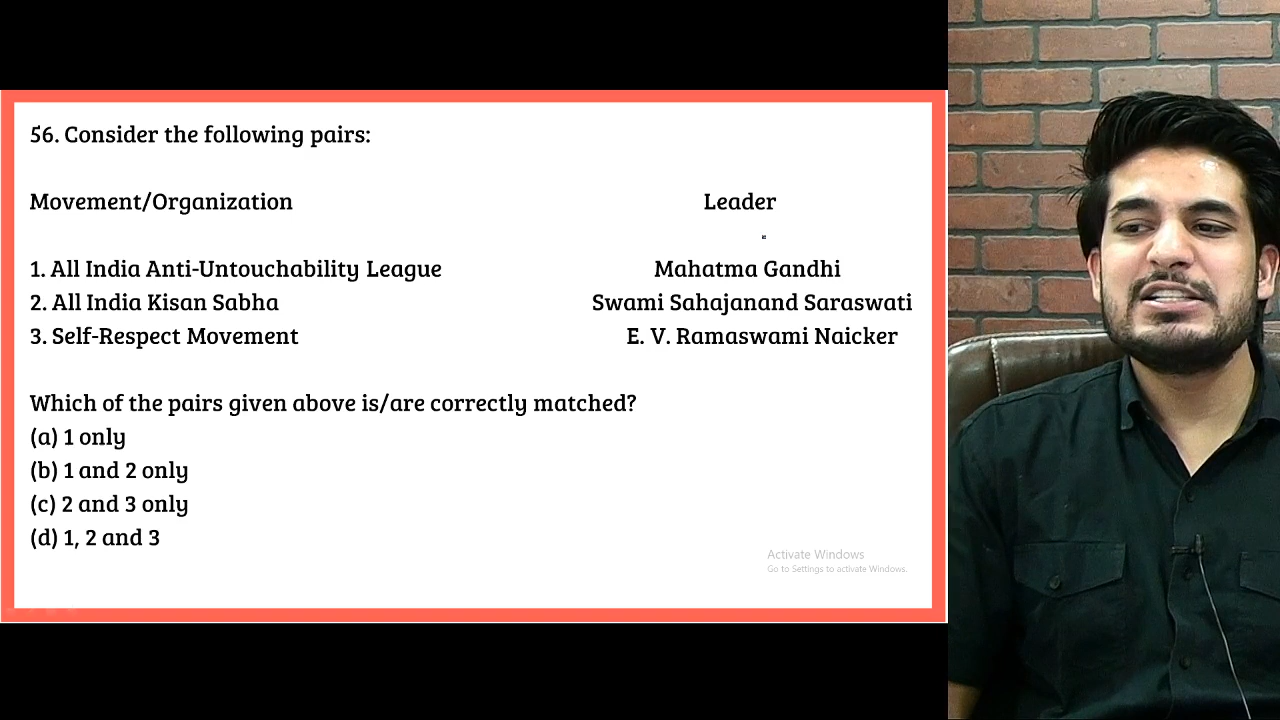 56. Consider the following pairs:
Movement/Organization Leader
1. All India Anti-Untouchability League Mahatma Gandhi
2. All India Kisan Sabha Swami Sahajanand Saraswati
3. Self-Respect Movement E. V. Ramaswami Naicker
Which of the pairs given above is/are correctly matched?
(a) 1 only
(b) 1 and 2 only
(c) 2 and 3 only
(d) 1, 2 and 3
Activate Windows
Go to Settings to activate Windows.